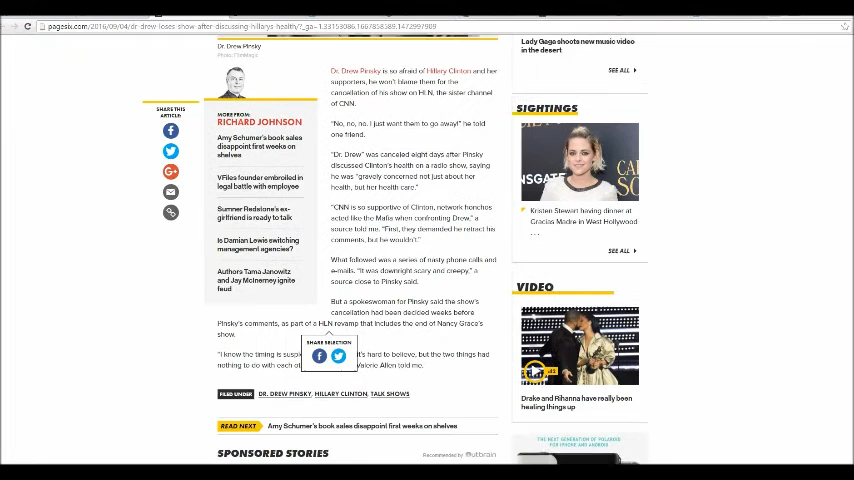 pagesix.com/2016/09/04/dr-drew-loses-show-after-discussing-hillarys-health/?_ga=1.33153086.1667858589.1472997909
Dr. Drew Pinsky
SHARE THIS
ARTICLE:
MORE FROM:
RICHARD JOHNSON
Amy Schumer's book sales
disappoint first weeks on
shelves
VFiles founder embroiled in
legal battle with employee
Sumner Redstone's ex-
girlfriend is ready to talk
Is Damian Lewis switching
management agencies?
Authors Tama Janowitz
and Jay McInerney ignite
feud
Dr. Drew Pinsky is so afraid of Hillary Clinton and her
supporters, he won't blame them for the
cancellation of his show on HLN, the sister channel
of CNN.
"No, no, no. I just want them to go away!" he told
one friend.
"Dr. Drew" was canceled eight days after Pinsky
discussed Clinton's health on a radio show, saying
he was "gravely concerned not just about her
health, but her health care."
"CNN is so supportive of Clinton, network honchos
acted like the Mafia when confronting Drew," a
source told me. "First, they demanded he retract his
comments, but he wouldn't."
What followed was a series of nasty phone calls and
e-mails. "It was downright scary and creepy," a
source close to Pinsky said.
But a spokeswoman for Pinsky said the show's
cancellation had been decided weeks before
Pinsky's comments, as part of a HLN revamp that includes the end of Nancy Grace's
show.
SHARE SELECTION
"I know the timing is suspi t's hard to believe, but the two things had
nothing to do with each ot Valerie Allen told me.
FILED UNDER DR. DREW PINSKY, HILLARY CLINTON, TALK SHOWS
READ NEXT Amy Schumer's book sales disappoint first weeks on shelves
SPONSORED STORIES
Recommended by Outbrain
Lady Gaga shoots new music video
in the desert
SEE ALL
SIGHTINGS
Kristen Stewart having dinner at
Gracias Madre in West Hollywood
. . .
SEE ALL
VIDEO
Drake and Rihanna have really been
healing things up
THE NEXT GENERATION OF POLAROID
FOR IPHONE AND ANDROID